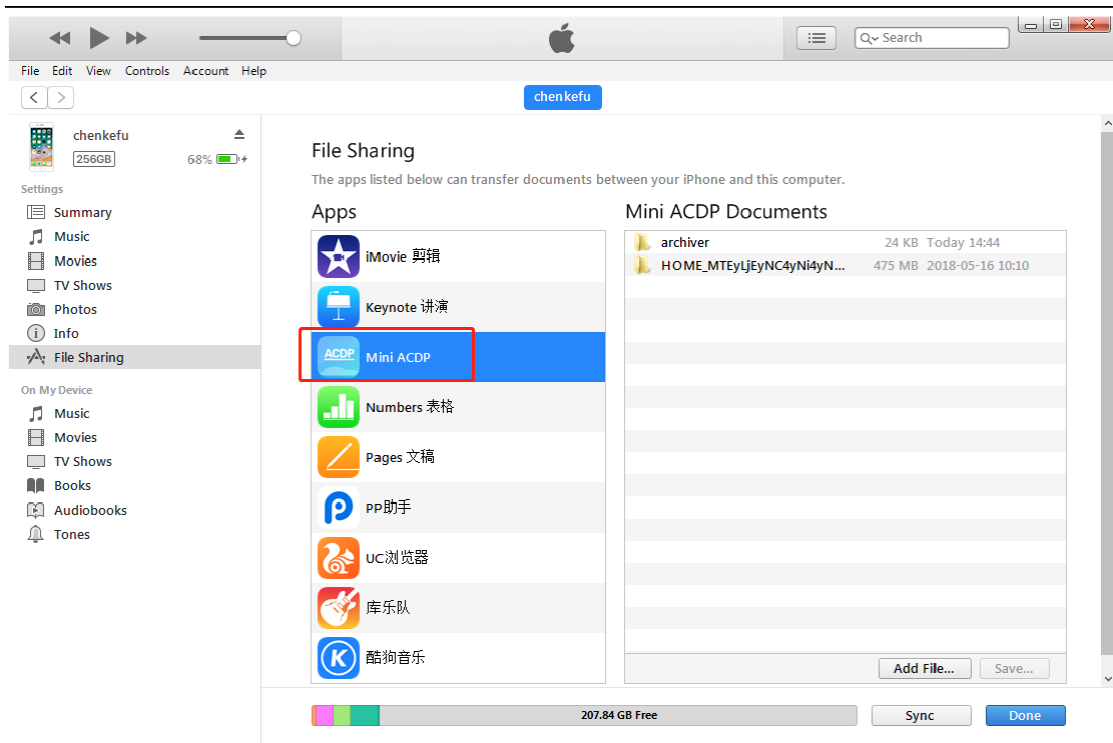 Search
File Edit View Controls Account Help
chenkefu
chenkefu
256GB 68%
Settings
Summary
Music
Movies
TV Shows
Photos
Info
File Sharing
On My Device
Music
Movies
TV Shows
Books
Audiobooks
Tones
File Sharing
The apps listed below can transfer documents between your iPhone and this computer.
Apps
iMovie 剪辑
Keynote 讲演
ACDP Mini ACDP
Numbers 表格
Pages 文稿
PP助手
UC浏览器
库乐队
K 酷狗音乐
Mini ACDP Documents
archiver 24 KB Today 14:44
HOME_MTEyLjEyNC4yNi4yN... 475 MB 2018-05-16 10:10
Add File... Save...
207.84 GB Free Sync Done